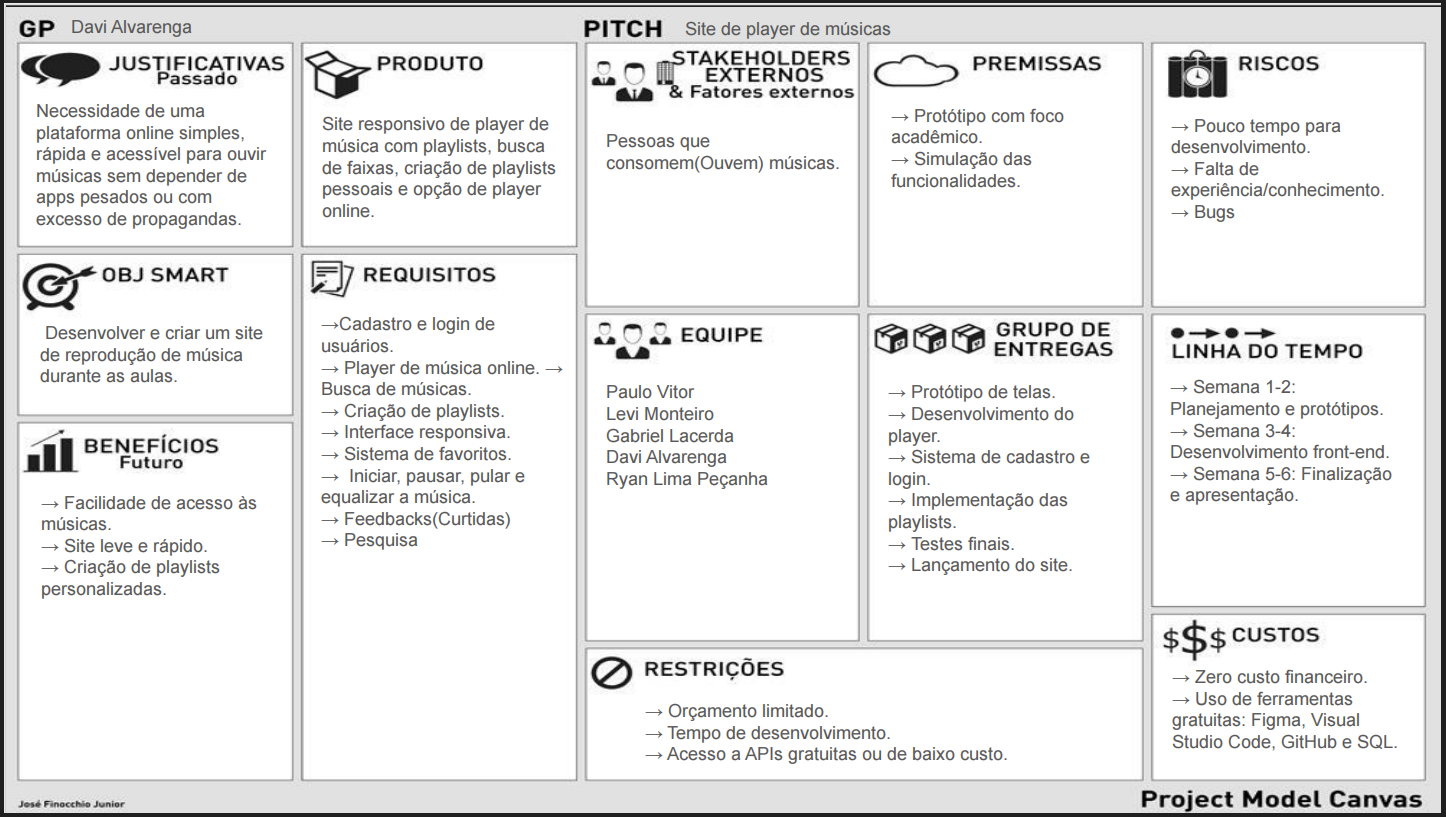 GP Davi Alvarenga
PITCH Site de player de músicas
JUSTIFICATIVAS
Passado
Necessidade de uma
plataforma online simples,
rápida e acessível para ouvir
músicas sem depender de
apps pesados ou com
excesso de propagandas.
OBJ SMART
Desenvolver e criar um site
de reprodução de música
durante as aulas.
BENEFÍCIOS
Futuro
→ Facilidade de acesso às
músicas.
→ Site leve e rápido.
→ Criação de playlists
personalizadas.
PRODUTO
Site responsivo de player de
música com playlists, busca
de faixas, criação de playlists
pessoais e opção de player
online.
REQUISITOS
→Cadastro e login de
usuários.
→ Player de música online. →
Busca de músicas.
→ Criação de playlists.
→ Interface responsiva.
→ Sistema de favoritos.
→ Iniciar, pausar, pular e
equalizar a música.
→ Feedbacks(Curtidas)
→ Pesquisa
STAKEHOLDERS
EXTERNOS
& Fatores externos
Pessoas que
consomem(Ouvem) músicas.
EQUIPE
Paulo Vitor
Levi Monteiro
Gabriel Lacerda
Davi Alvarenga
Ryan Lima Peçanha
PREMISSAS
→ Protótipo com foco
acadêmico.
→ Simulação das
funcionalidades.
GRUPO DE
ENTREGAS
→ Protótipo de telas.
→ Desenvolvimento do
player.
→ Sistema de cadastro e
login.
→ Implementação das
playlists.
→ Testes finais.
→ Lançamento do site.
RESTRIÇÕES
→ Orçamento limitado.
→ Tempo de desenvolvimento.
→ Acesso a APIs gratuitas ou de baixo custo.
RISCOS
→ Pouco tempo para
desenvolvimento.
→ Falta de
experiência/conhecimento.
→ Bugs
LINHA DO TEMPO
→ Semana 1-2:
Planejamento e protótipos.
→ Semana 3-4:
Desenvolvimento front-end.
→ Semana 5-6: Finalização
e apresentação.
$$$ CUSTOS
→ Zero custo financeiro.
→ Uso de ferramentas
gratuitas: Figma, Visual
Studio Code, GitHub e SQL.
José Finocchio Junior
Project Model Canvas